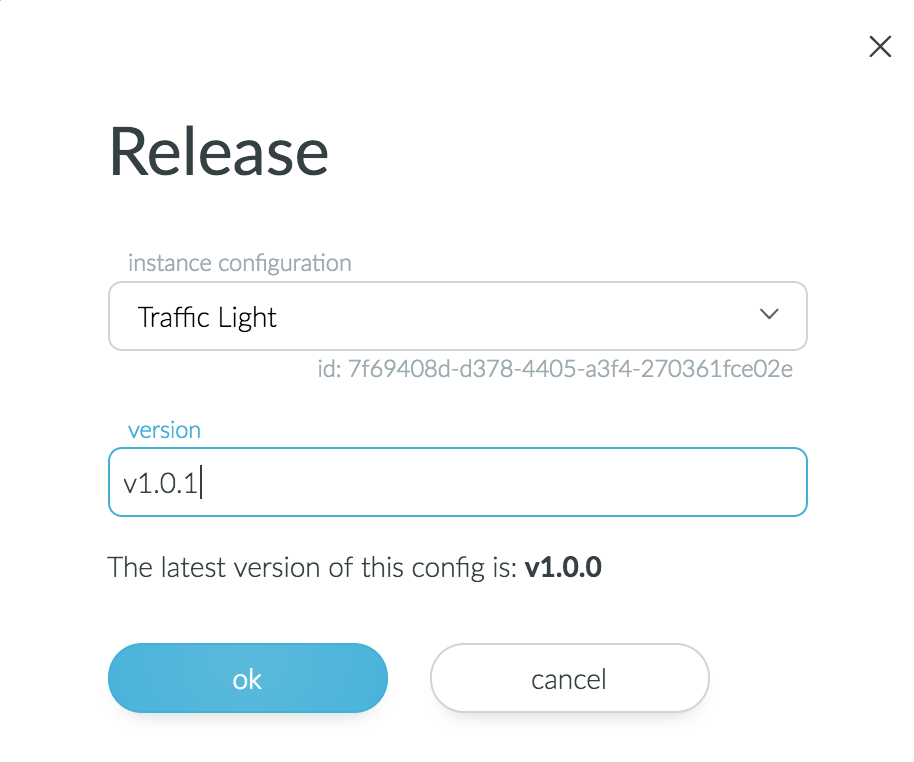 Release
instance configuration
Traffic Light
id: 7f69408d-d378-4405-a3f4-270361fce02e
version
v1.0.1
The latest version of this config is: v1.0.0
ok cancel